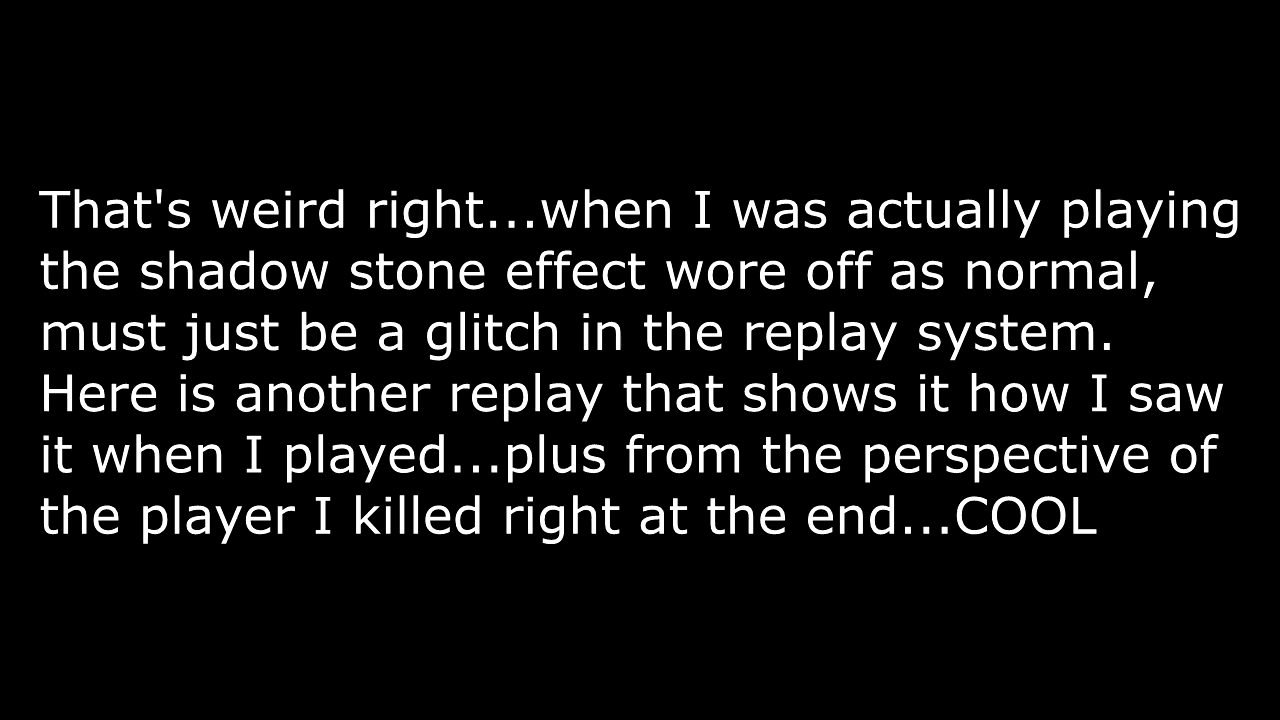 That's weird right...when I was actually playing
the shadow stone effect wore off as normal,
must just be a glitch in the replay system.
Here is another replay that shows it how I saw
it when I played...plus from the perspective of
the player I killed right at the end...COOL